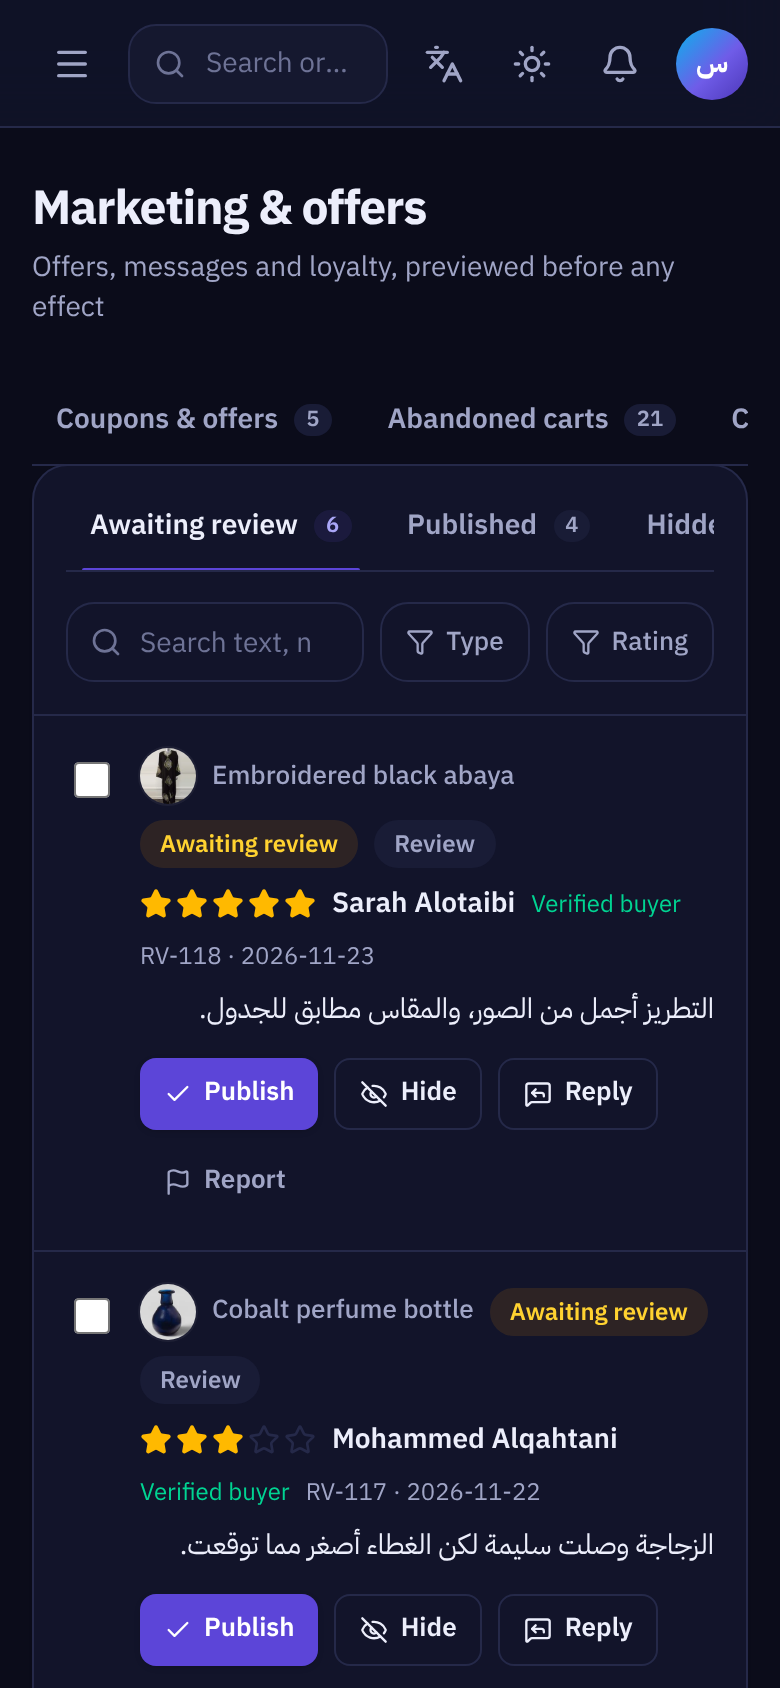 Search or...
س
Marketing & offers
Offers, messages and loyalty, previewed before any
effect
Coupons & offers 5 Abandoned carts 21 C
Awaiting review 6 Published 4 Hidde
Search text, n Type Rating
Embroidered black abaya
Awaiting review Review
Sarah Alotaibi Verified buyer
RV-118 · 2026-11-23
التطريز أجمل من الصور، والمقاس مطابق للجدول.
Publish Hide Reply
Report
Cobalt perfume bottle Awaiting review
Review
Mohammed Alqahtani
Verified buyer RV-117 · 2026-11-22
الزجاجة وصلت سليمة لكن الغطاء أصغر مما توقعت.
Publish Hide Reply